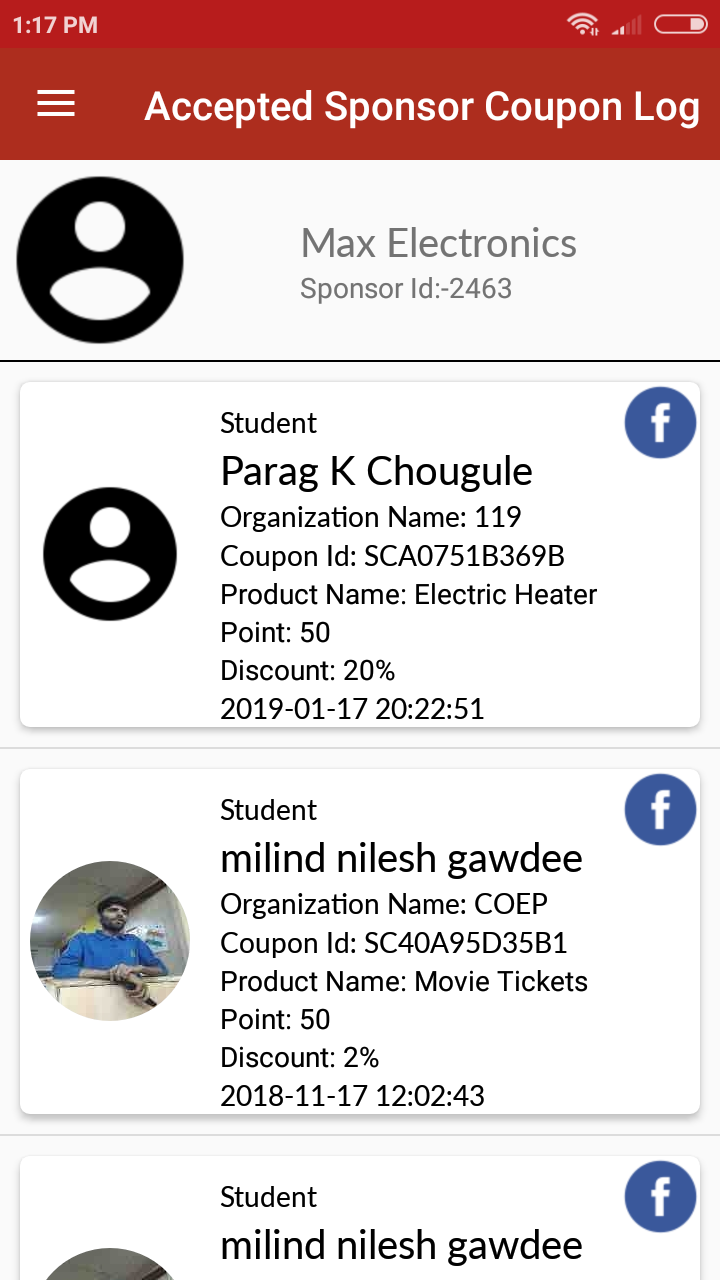 1:17 PM
Accepted Sponsor Coupon Log
Max Electronics
Sponsor Id:-2463
Student
Parag K Chougule
Organization Name: 119
Coupon Id: SCA0751B369B
Product Name: Electric Heater
Point: 50
Discount: 20%
2019-01-17 20:22:51
Student
milind nilesh gawdee
Organization Name: COEP
Coupon Id: SC40A95D35B1
Product Name: Movie Tickets
Point: 50
Discount: 2%
2018-11-17 12:02:43
Student
milind nilesh gawdee